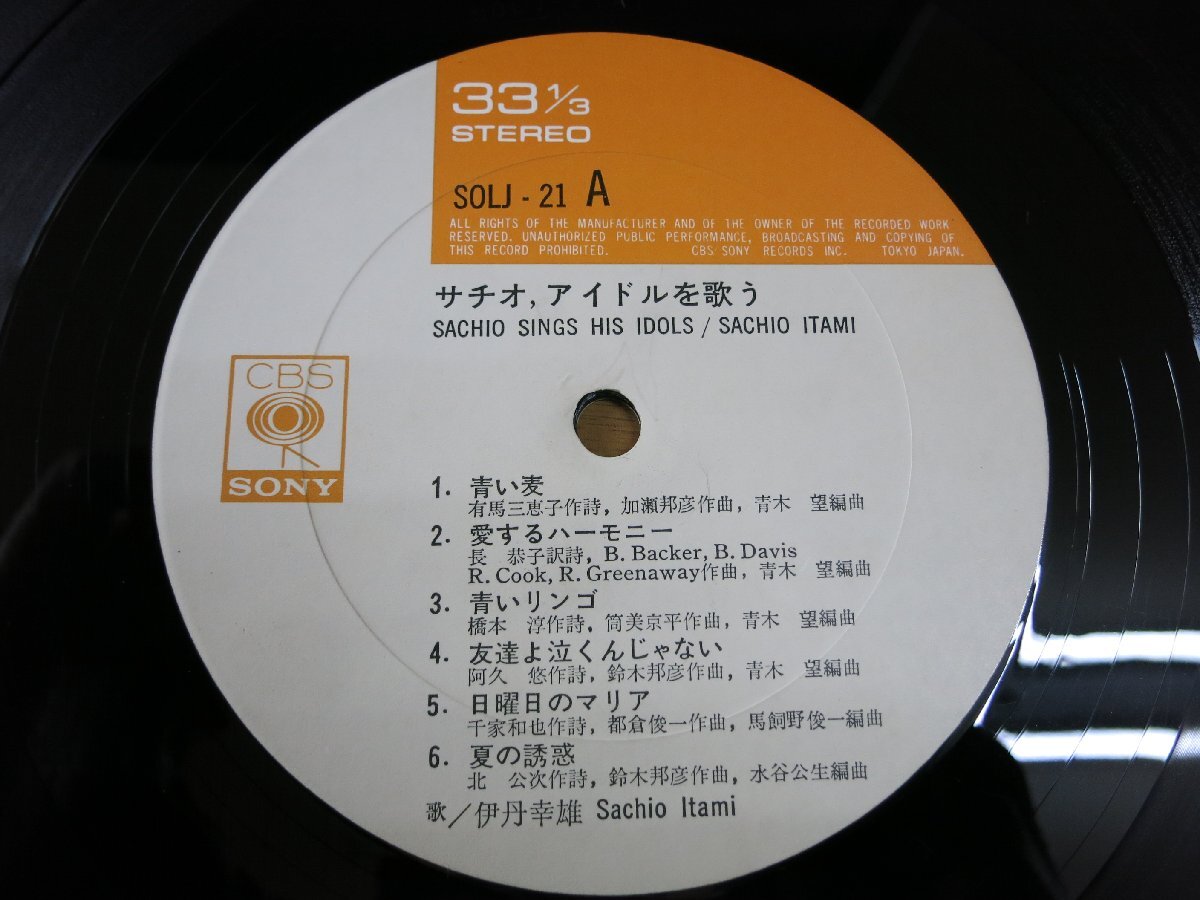 33 1/3
STEREO
SOLJ - 21 A
ALL RIGHTS OF THE MANUFACTURER AND OF THE OWNER OF THE RECORDED WORK
RESERVED. UNAUTHORIZED PUBLIC PERFORMANCE, BROADCASTING AND COPYING OF
THIS RECORD PROHIBITED. CBS/SONY RECORDS INC. TOKYO JAPAN.
サチオ,アイドルを歌う
SACHIO SINGS HIS IDOLS / SACHIO ITAMI
CBS
SONY
1. 青い麦
有馬三恵子作詩, 加瀬邦彦作曲, 青木 望編曲
2. 愛するハーモニー
長 恭子訳詩, B. Backer, B. Davis
R. Cook, R. Greenaway作曲, 青木 望編曲
3. 青いリンゴ
橋本 淳作詩, 筒美京平作曲, 青木 望編曲
4. 友達よ泣くんじゃない
阿久 悠作詩, 鈴木邦彦作曲, 青木 望編曲
5. 日曜日のマリア
千家和也作詩, 都倉俊一作曲, 馬飼野俊一編曲
6. 夏の誘惑
北 公次作詩, 鈴木邦彦作曲, 水谷公生編曲
歌/伊丹幸雄 Sachio Itami